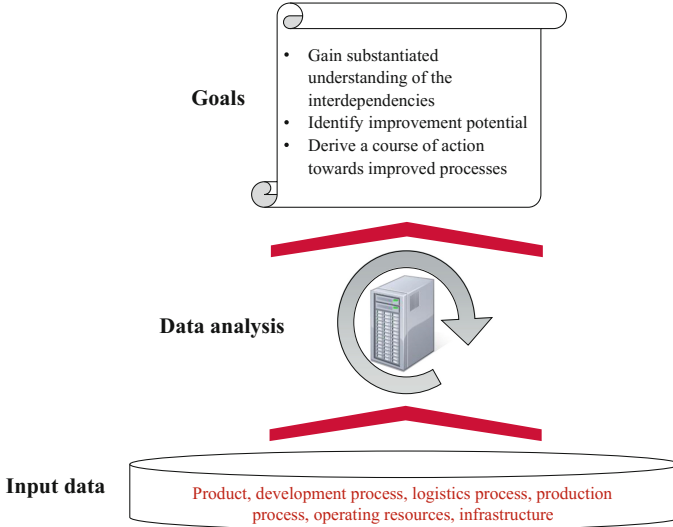 Goals
• Gain substantiated
understanding of the
interdependencies
• Identify improvement potential
• Derive a course of action
towards improved processes
Data analysis
Input data
Product, development process, logistics process, production
process, operating resources, infrastructure